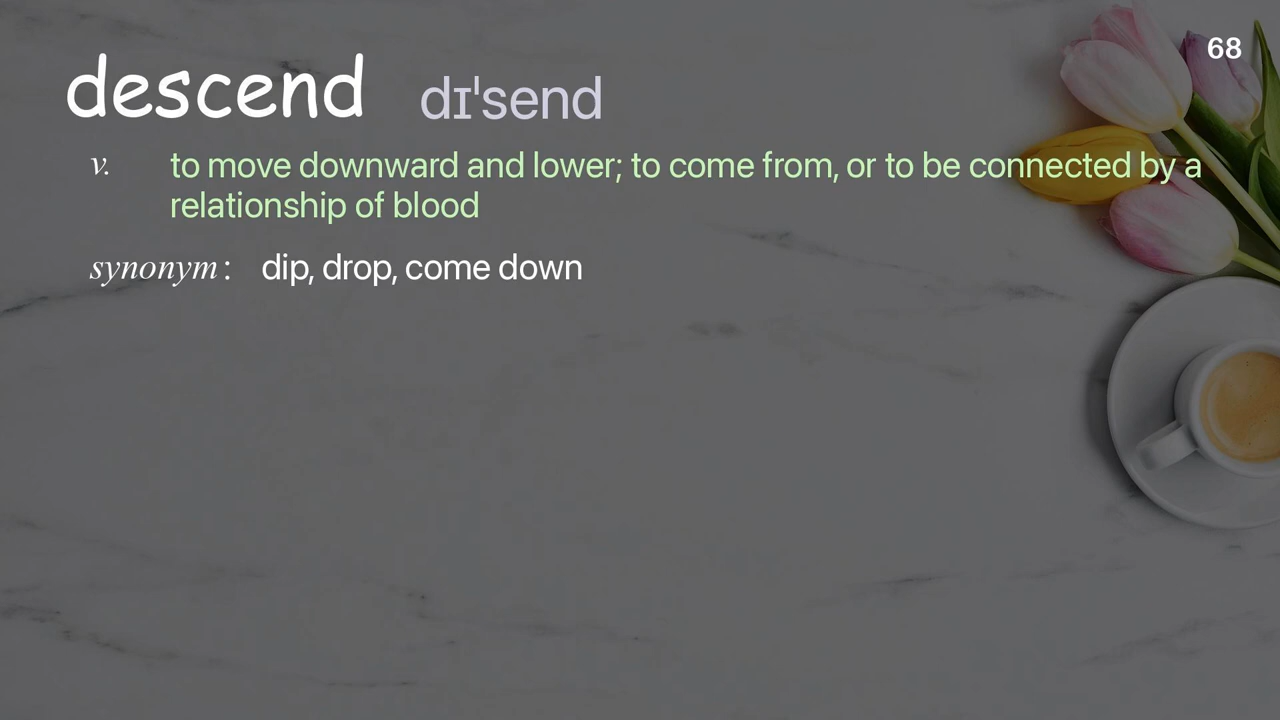 68
descend dɪˈsend
v. to move downward and lower; to come from, or to be connected by a
relationship of blood
synonym: dip, drop, come down